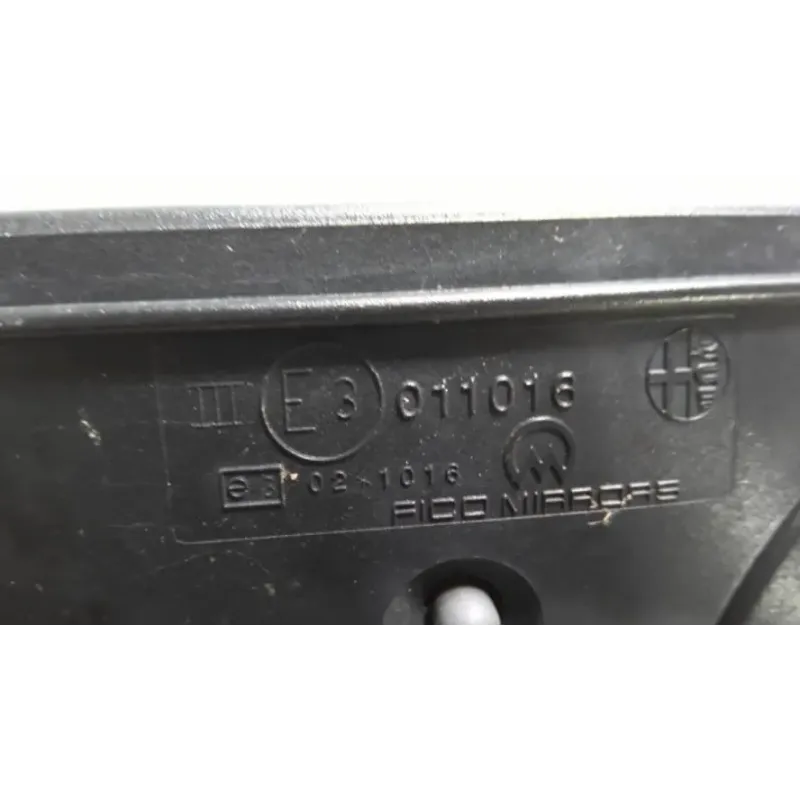 III E3 011016
e3 02*1016
FICO MIRRORS